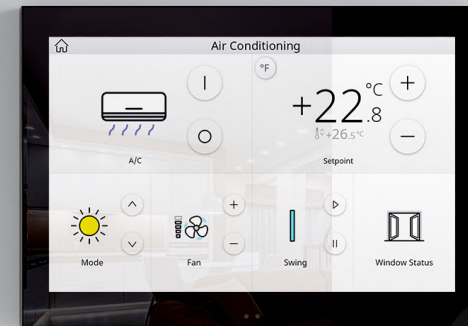 Air Conditioning
°F
+22.8 °C
+26.5°C
A/C
Setpoint
Mode
Fan
Swing
Window Status